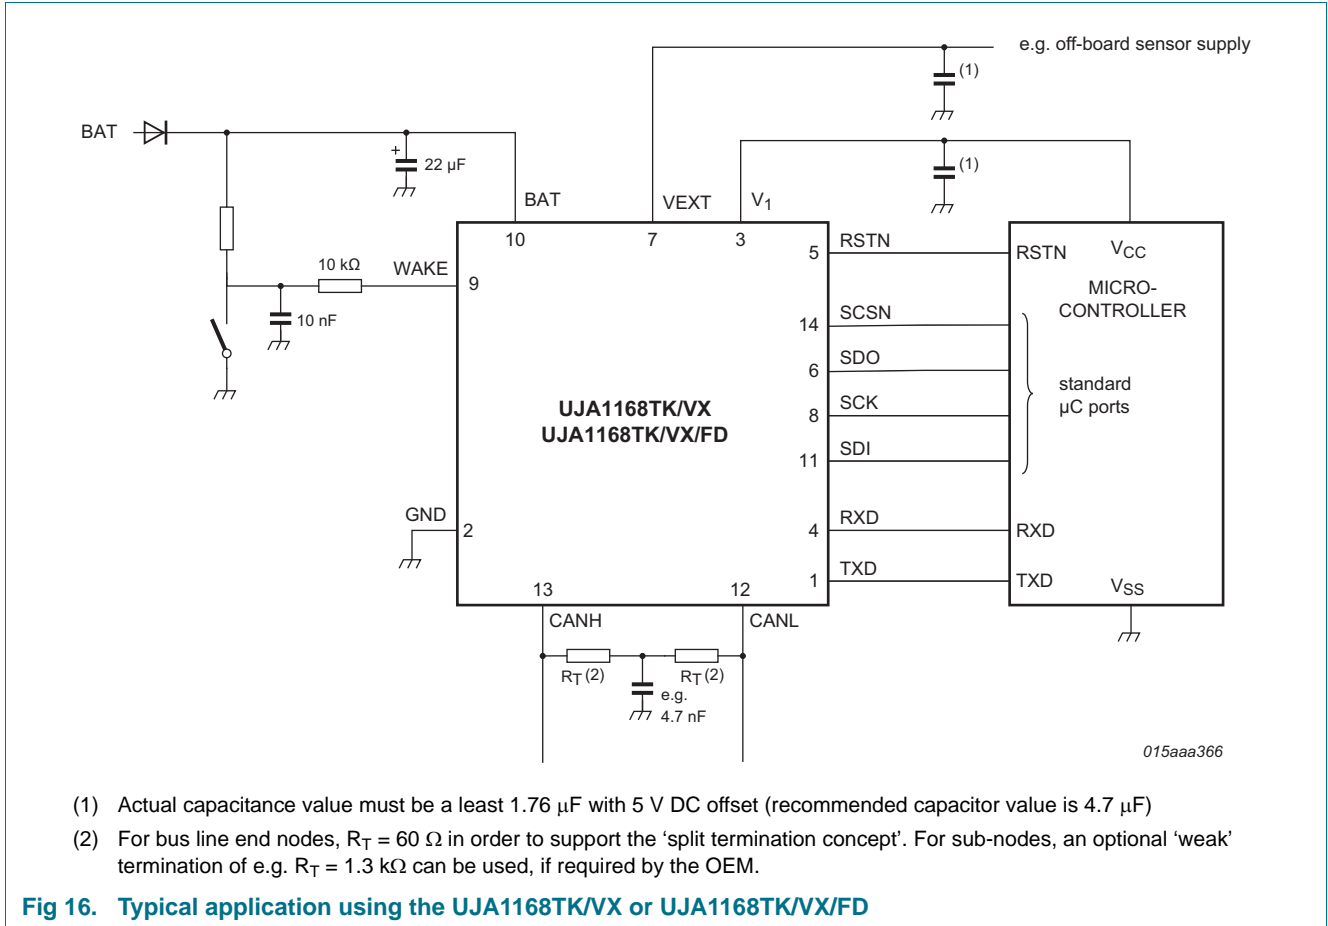 e.g. off-board sensor supply
(1)
BAT
+
22 µF
(1)
BAT
VEXT
V1
10
7
3
5
RSTN
RSTN
VCC
10 kΩ
WAKE
9
MICRO-
CONTROLLER
10 nF
14
SCSN
6
SDO
standard
µC ports
8
SCK
UJA1168TK/VX
UJA1168TK/VX/FD
11
SDI
GND
2
4
RXD
RXD
1
TXD
TXD
13
12
VSS
CANH
CANL
RT(2)
RT(2)
e.g.
4.7 nF
015aaa366
(1) Actual capacitance value must be a least 1.76 µF with 5 V DC offset (recommended capacitor value is 4.7 µF)
(2) For bus line end nodes, RT = 60 Ω in order to support the ‘split termination concept’. For sub-nodes, an optional ‘weak’
termination of e.g. RT = 1.3 kΩ can be used, if required by the OEM.
Fig 16. Typical application using the UJA1168TK/VX or UJA1168TK/VX/FD